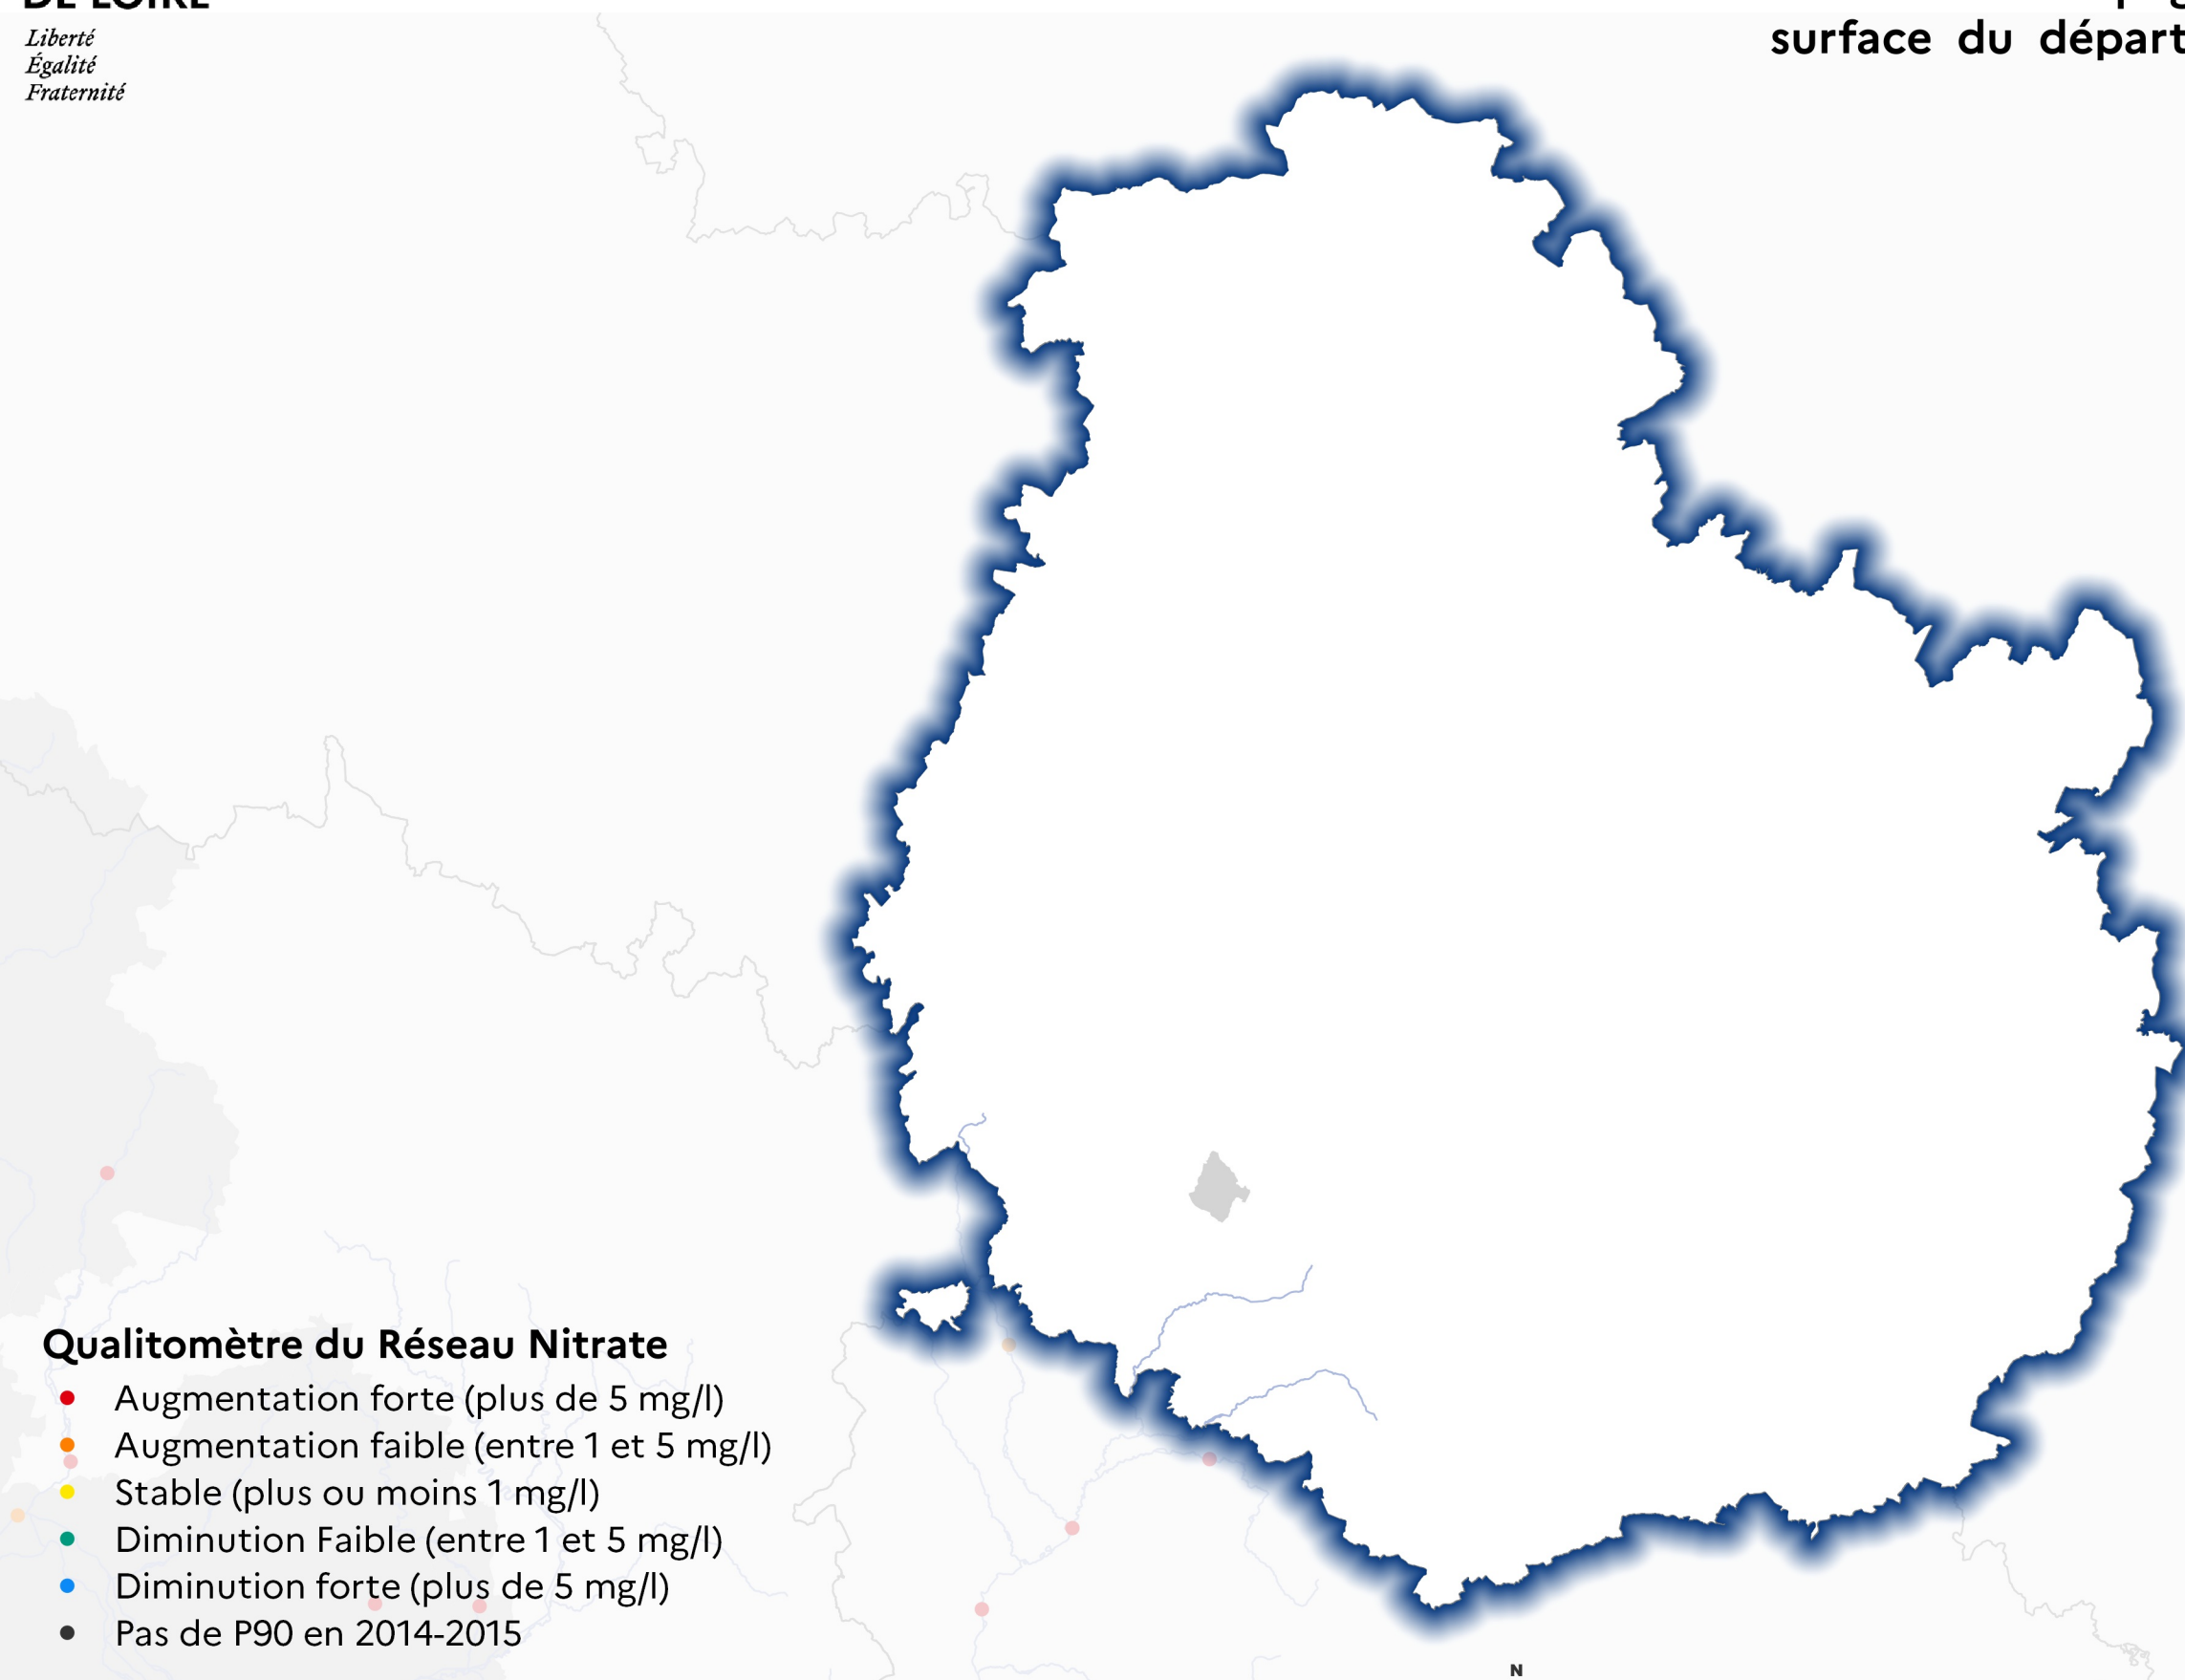 DE LOIRE
Liberté
Égalité
Fraternité
surface du départ
Qualitomètre du Réseau Nitrate
Augmentation forte (plus de 5 mg/l)
Augmentation faible (entre 1 et 5 mg/l)
Stable (plus ou moins 1 mg/l)
Diminution Faible (entre 1 et 5 mg/l)
Diminution forte (plus de 5 mg/l)
Pas de P90 en 2014-2015
N